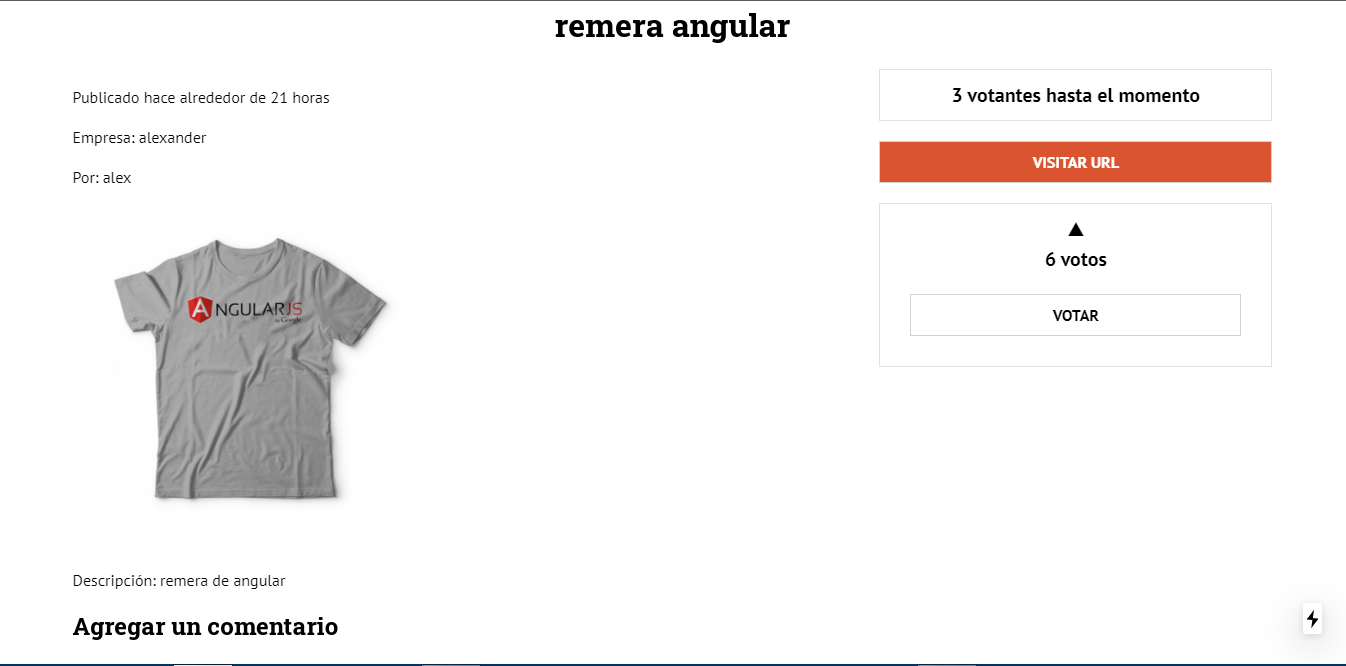 remera angular
Publicado hace alrededor de 21 horas
Empresa: alexander
Por: alex
ANGULARJS
by Google
Descripción: remera de angular
Agregar un comentario
3 votantes hasta el momento
VISITAR URL
6 votos
VOTAR